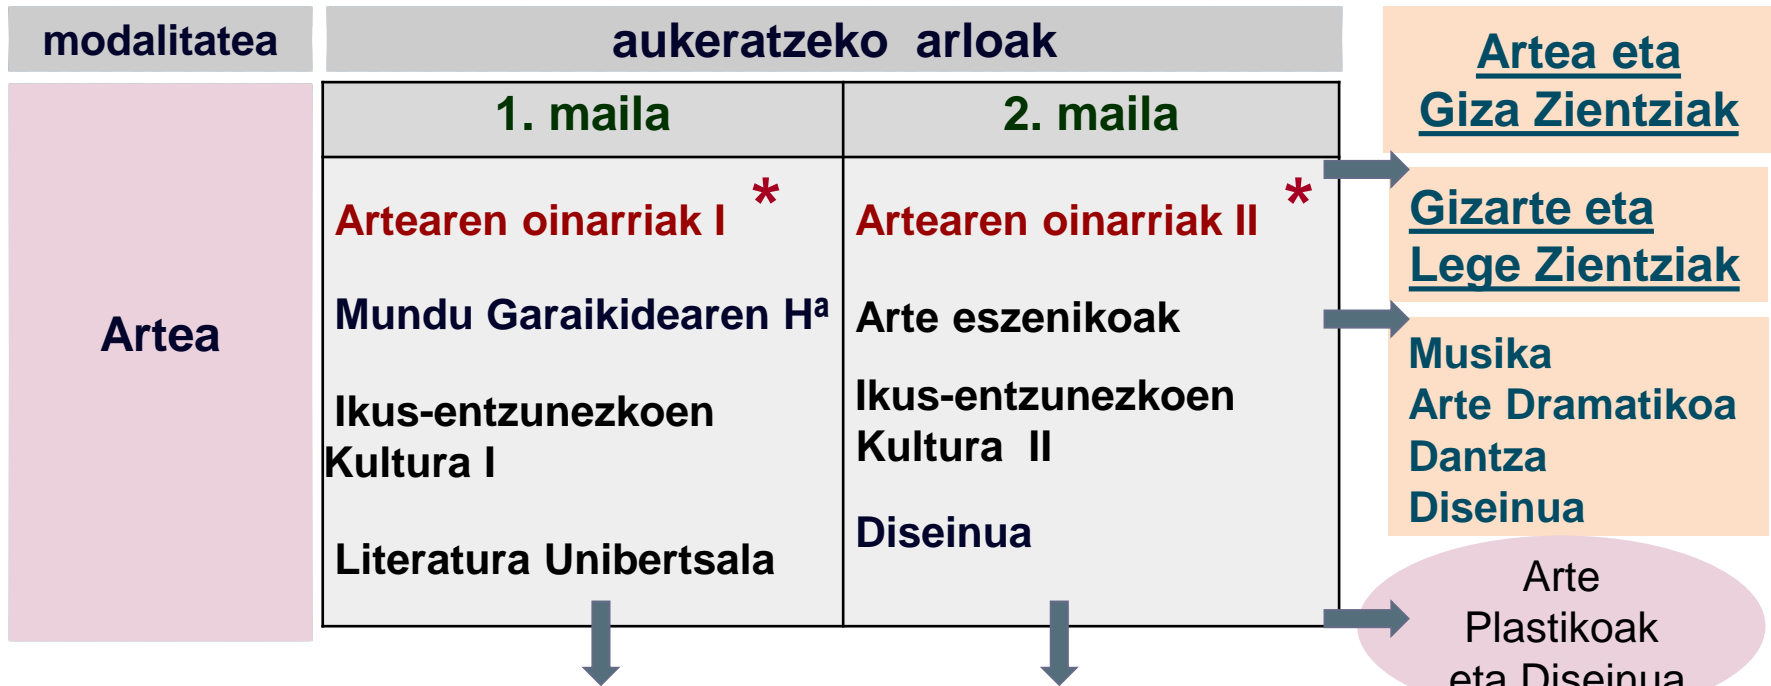 modalitatea
aukeratzeko arloak
Artea
1. maila
2. maila
Artearen oinarriak I *
Mundu Garaikidearen Hª
Ikus-entzunezkoen
Kultura I
Literatura Unibertsala
Artearen oinarriak II *
Arte eszenikoak
Ikus-entzunezkoen
Kultura II
Diseinua
Artea eta
Giza Zientziak
Gizarte eta
Lege Zientziak
Musika
Arte Dramatikoa
Dantza
Diseinua
Arte
Plastikoak
eta Diseinua